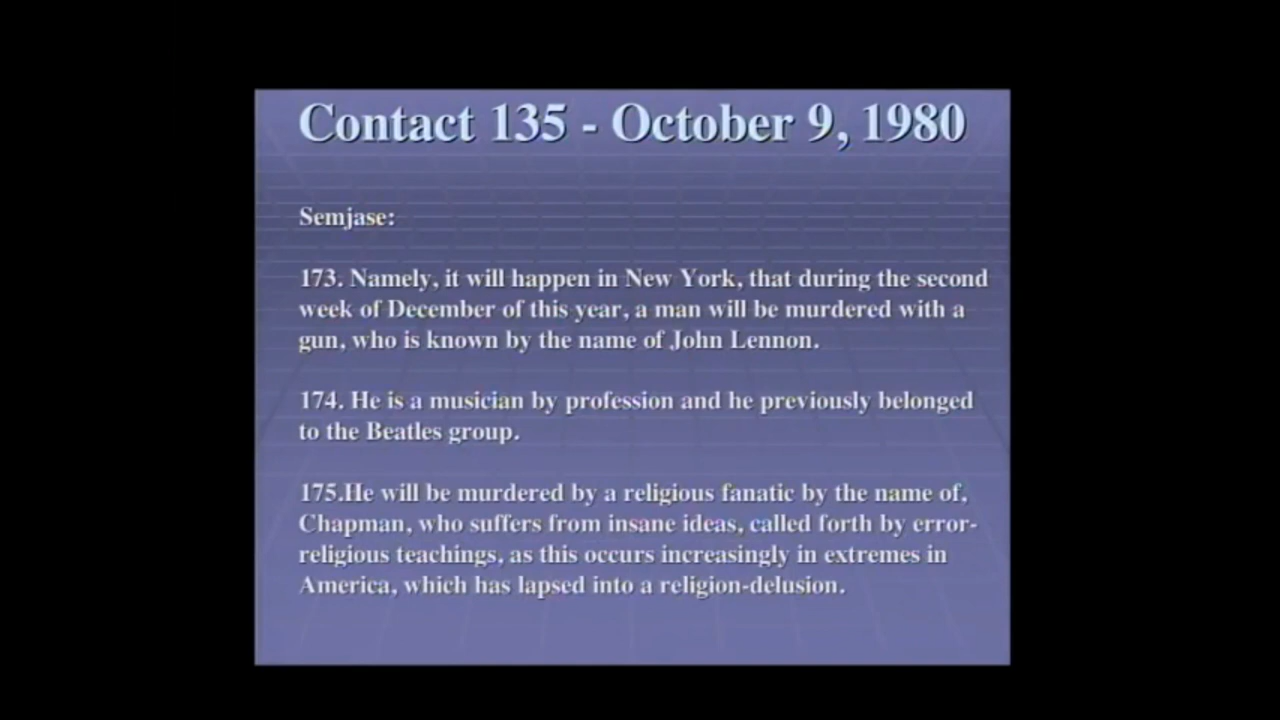 Contact 135 - October 9, 1980
Semjase:
173. Namely, it will happen in New York, that during the second
week of December of this year, a man will be murdered with a
gun, who is known by the name of John Lennon.
174. He is a musician by profession and he previously belonged
to the Beatles group.
175.He will be murdered by a religious fanatic by the name of,
Chapman, who suffers from insane ideas, called forth by error-
religious teachings, as this occurs increasingly in extremes in
America, which has lapsed into a religion-delusion.